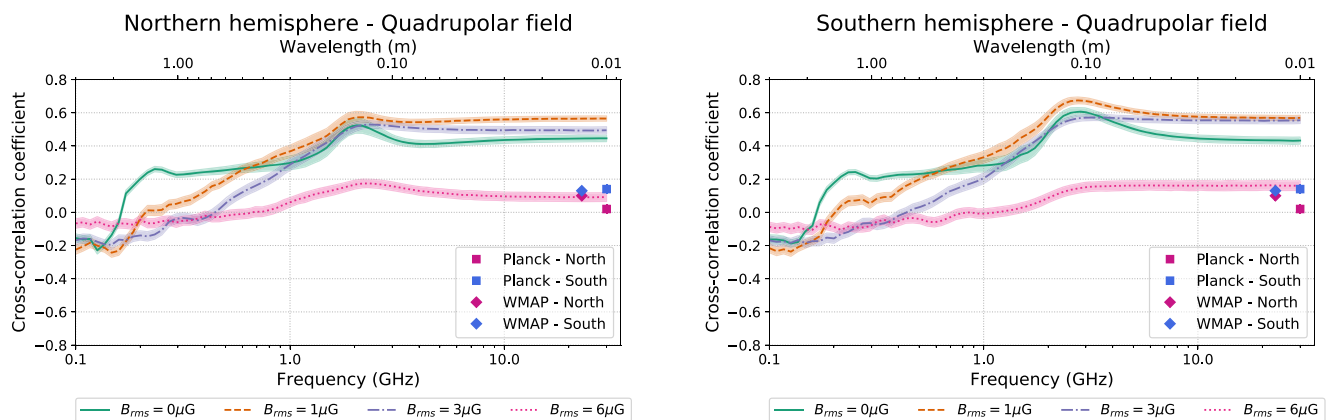 Northern hemisphere - Quadrupolar field
Wavelength (m)
1.00 0.10 0.01
0.8
0.6
0.4
0.2
0.0
−0.2
−0.4
−0.6
−0.8
Cross-correlation coefficient
Planck - North
Planck - South
WMAP - North
WMAP - South
0.1 1.0 10.0
Frequency (GHz)
B_rms = 0μG B_rms = 1μG B_rms = 3μG B_rms = 6μG
Southern hemisphere - Quadrupolar field
Wavelength (m)
1.00 0.10 0.01
0.8
0.6
0.4
0.2
0.0
−0.2
−0.4
−0.6
−0.8
Cross-correlation coefficient
Planck - North
Planck - South
WMAP - North
WMAP - South
0.1 1.0 10.0
Frequency (GHz)
B_rms = 0μG B_rms = 1μG B_rms = 3μG B_rms = 6μG